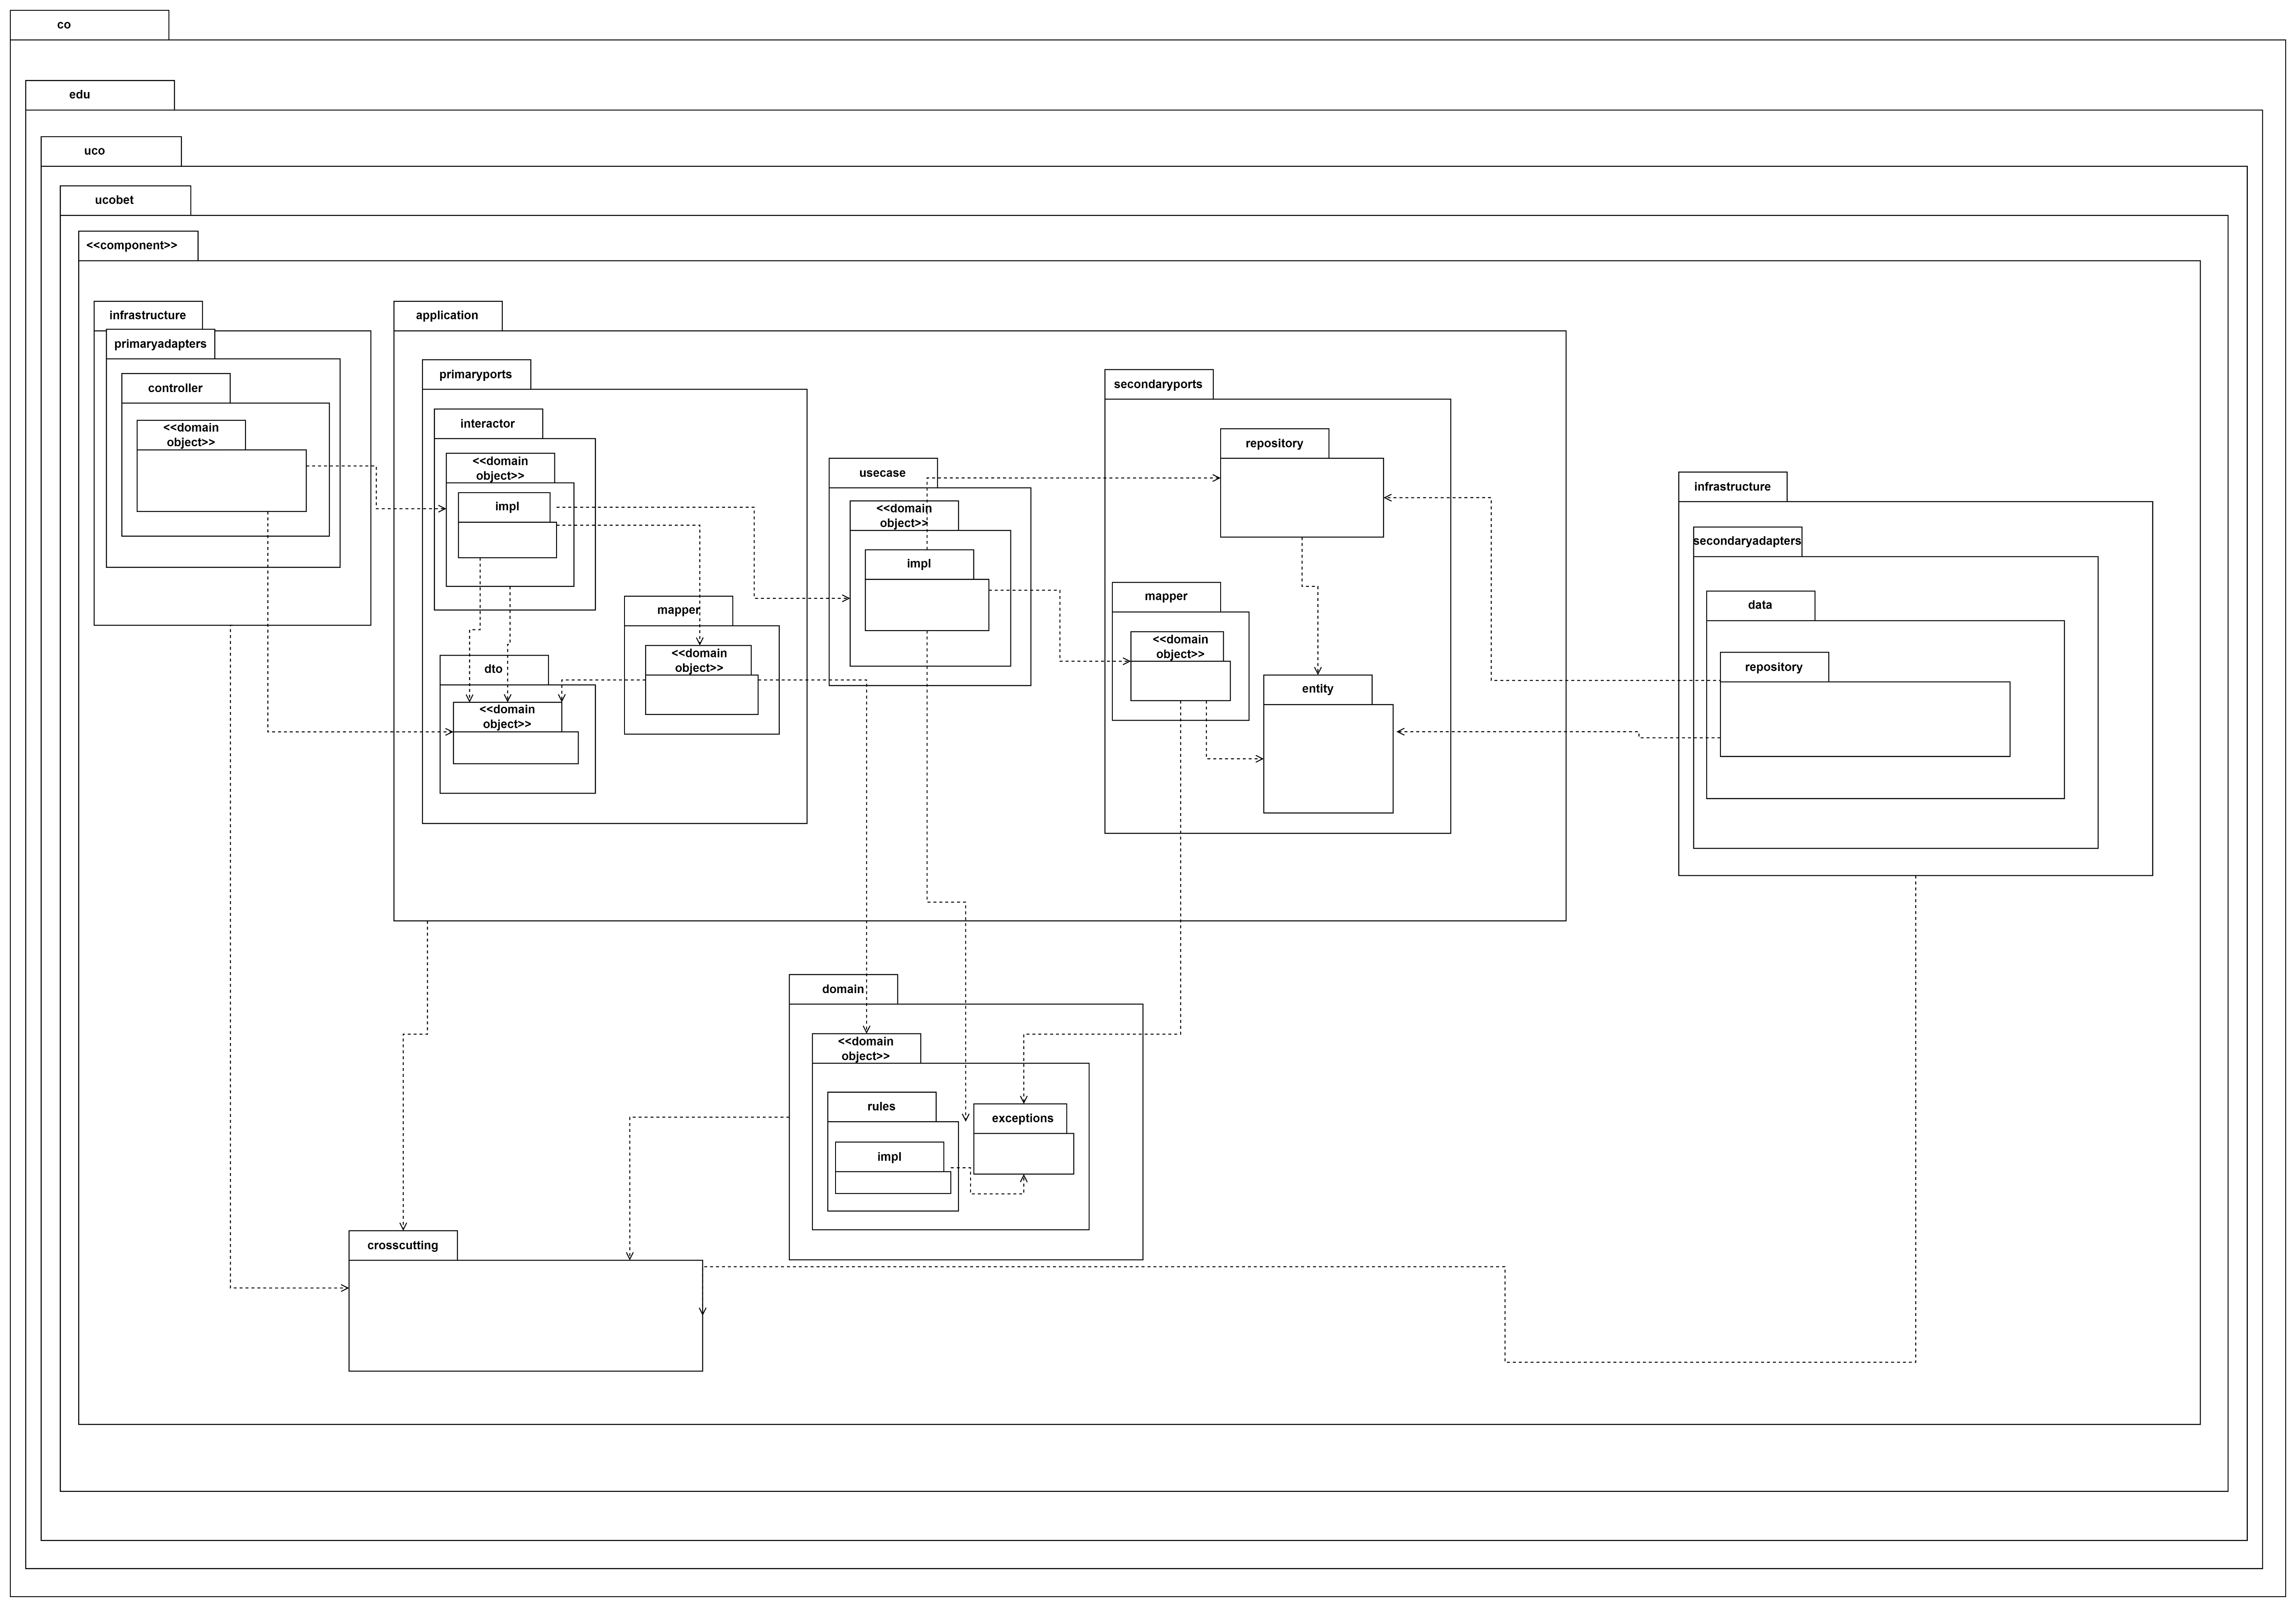 co
edu
uco
ucobet
<<component>>
infrastructure
primaryadapters
controller
<<domain
object>>
application
primaryports
interactor
<<domain
object>>
impl
mapper
<<domain
object>>
dto
<<domain
object>>
usecase
<<domain
object>>
impl
secondaryports
repository
mapper
<<domain
object>>
entity
infrastructure
secondaryadapters
data
repository
domain
<<domain
object>>
rules
impl
exceptions
crosscutting